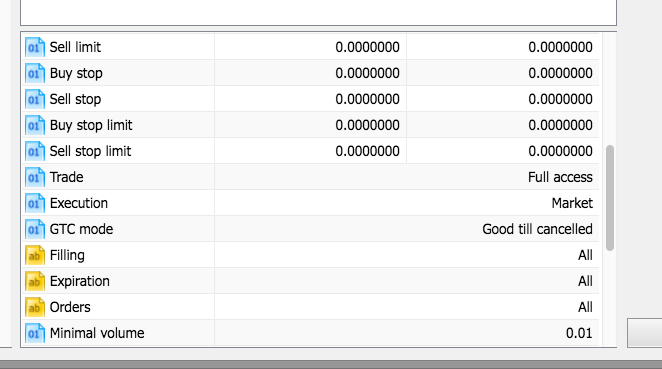 Sell limit 0.0000000 0.0000000
Buy stop 0.0000000 0.0000000
Sell stop 0.0000000 0.0000000
Buy stop limit 0.0000000 0.0000000
Sell stop limit 0.0000000 0.0000000
Trade Full access
Execution Market
GTC mode Good till cancelled
Filling All
Expiration All
Orders All
Minimal volume 0.01